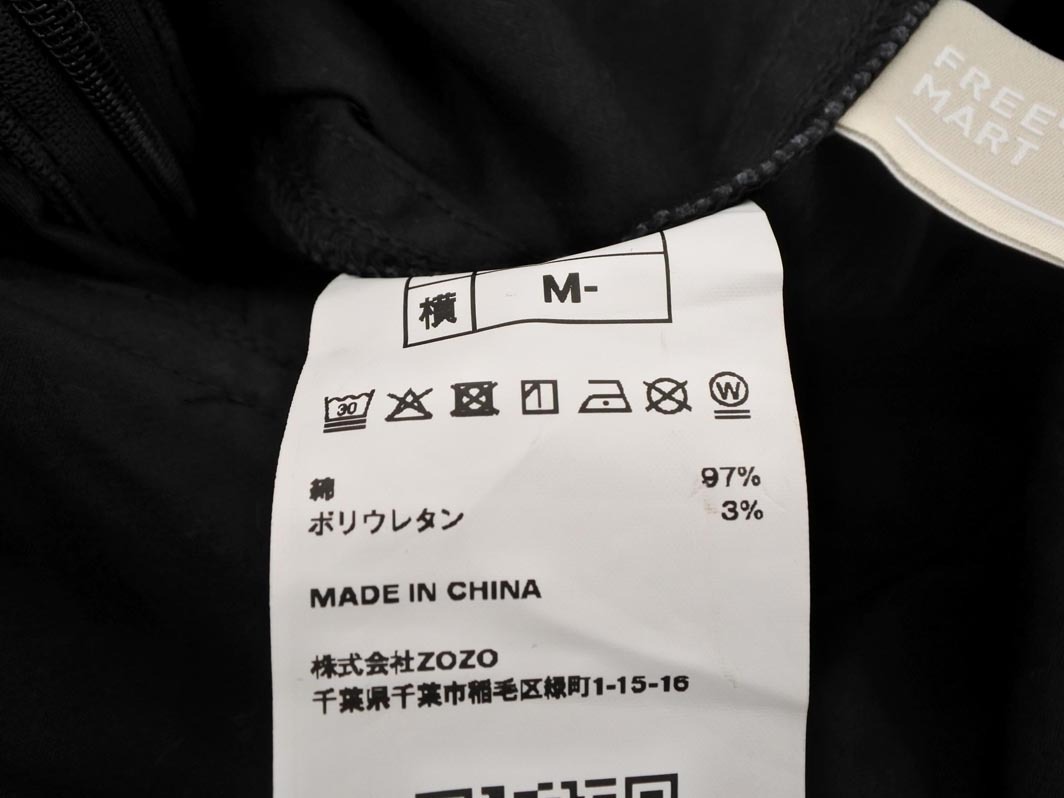 FREE
MART
横 M-
30
W
綿 97%
ポリウレタン 3%
MADE IN CHINA
株式会社ZOZO
千葉県千葉市稲毛区緑町1-15-16